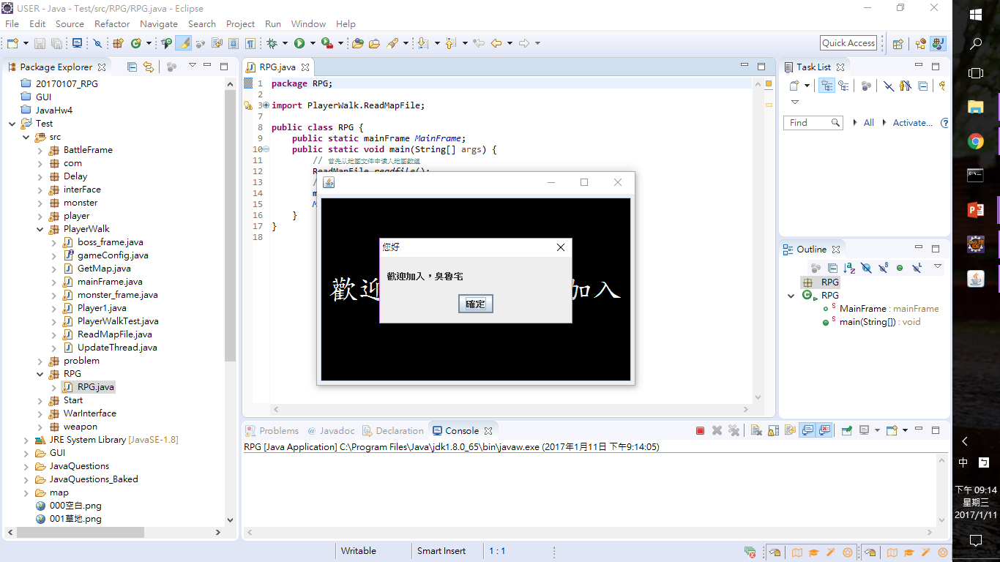 USER - Java - Test/src/RPG/RPG.java - Eclipse
File Edit Source Refactor Navigate Search Project Run Window Help
Quick Access
Package Explorer
20170107_RPG
GUI
JavaHw4
Test
src
BattleFrame
com
Delay
interFace
monster
player
PlayerWalk
boss_frame.java
gameConfig.java
GetMap.java
mainFrame.java
monster_frame.java
Player1.java
PlayerWalkTest.java
ReadMapFile.java
UpdateThread.java
problem
RPG
RPG.java
Start
WarInterface
weapon
JRE System Library [JavaSE-1.8]
GUI
JavaQuestions
JavaQuestions_Baked
map
000空白.png
001草地.png
RPG.java
1 package RPG;
2
3 import PlayerWalk.ReadMapFile;
7
8 public class RPG {
9 public static mainFrame MainFrame;
10 public static void main(String[] args) {
11 // 首先从地图文件中读入地图数组
12 ReadMapFile.readfile();
13 /
14 m
15 M
16 }
17 }
18
您好
歡迎加入，臭魯宅
確定
歡迎
加入
Task List
Find
All
Activate...
Outline
RPG
RPG
MainFrame : mainFrame
main(String[]) : void
Problems
Javadoc
Declaration
Console
RPG [Java Application] C:\Program Files\Java\jdk1.8.0_65\bin\javaw.exe (2017年1月11日 下午9:14:05)
Writable
Smart Insert
1 : 1
中 ㄅ
下午 09:14
星期三
2017/1/11